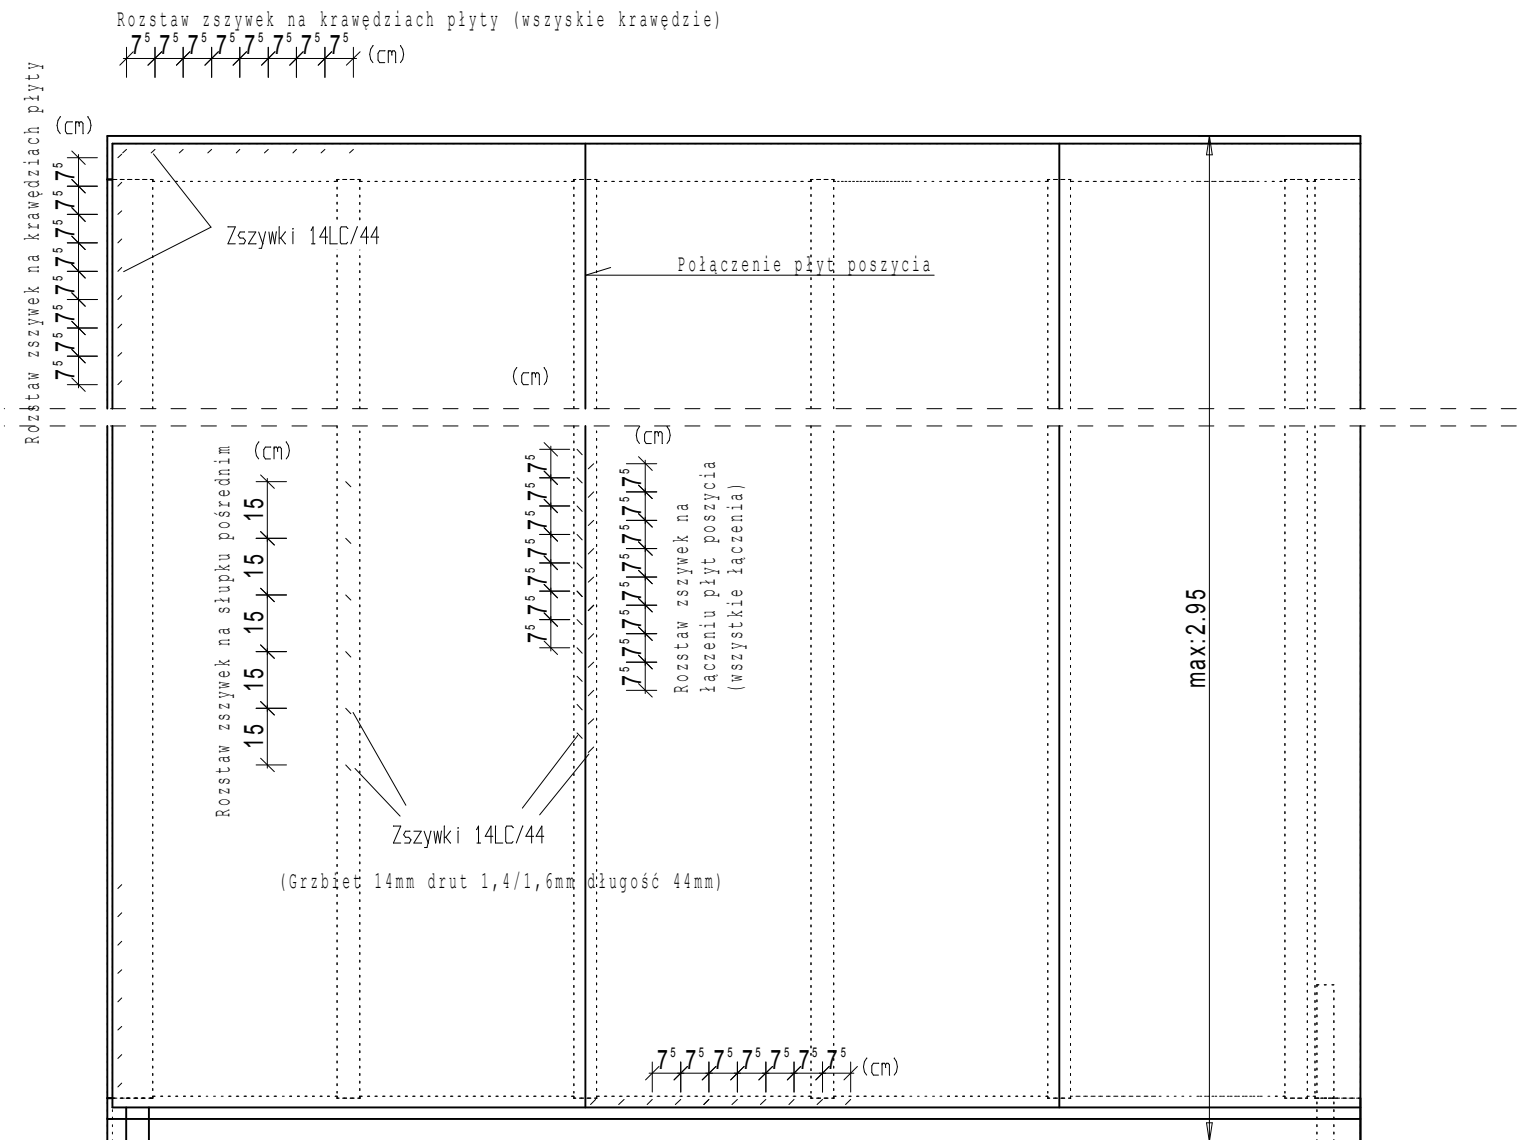 Rozstaw zszywek na krawędziach płyty (wszyskie krawędzie)
7⁵ 7⁵ 7⁵ 7⁵ 7⁵ 7⁵ 7⁵ 7⁵ (cm)
Rozstaw zszywek na krawędziach płyty
(cm)
7⁵ 7⁵ 7⁵ 7⁵ 7⁵ 7⁵ 7⁵ 7⁵
Zszywki 14LC/44
Połączenie płyt poszycia
(cm)
7⁵ 7⁵ 7⁵ 7⁵ 7⁵ 7⁵ 7⁵
(cm)
7⁵ 7⁵ 7⁵ 7⁵ 7⁵ 7⁵ 7⁵ 7⁵
Rozstaw zszywek na
łączeniu płyt poszycia
(wszystkie łączenia)
Rozstaw zszywek na słupku pośrednim
(cm)
15 15 15 15 15
max:2.95
Zszywki 14LC/44
(Grzbiet 14mm drut 1,4/1,6mm długość 44mm)
7⁵ 7⁵ 7⁵ 7⁵ 7⁵ 7⁵ 7⁵ (cm)